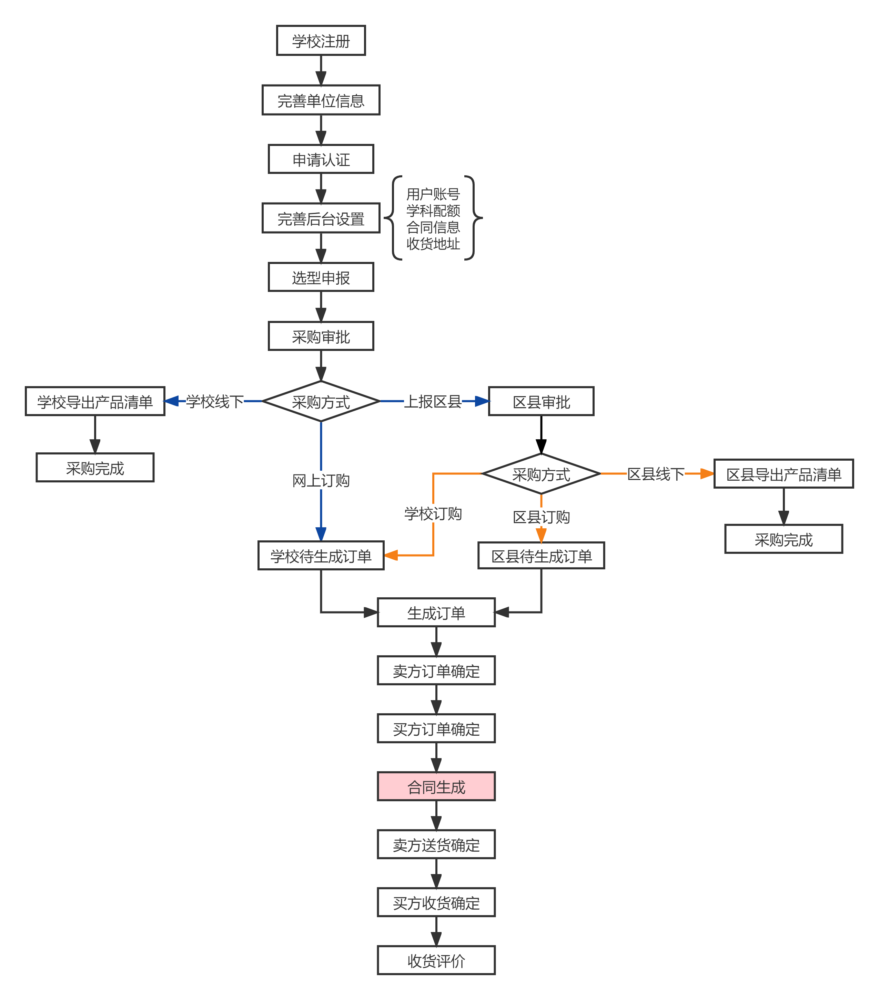 学校注册
完善单位信息
申请认证
完善后台设置
用户账号
学科配额
合同信息
收货地址
选型申报
采购审批
学校导出产品清单
学校线下
采购方式
上报区县
区县审批
采购完成
网上订购
采购方式
区县线下
区县导出产品清单
学校订购
区县订购
采购完成
学校待生成订单
区县待生成订单
生成订单
卖方订单确定
买方订单确定
合同生成
卖方送货确定
买方收货确定
收货评价